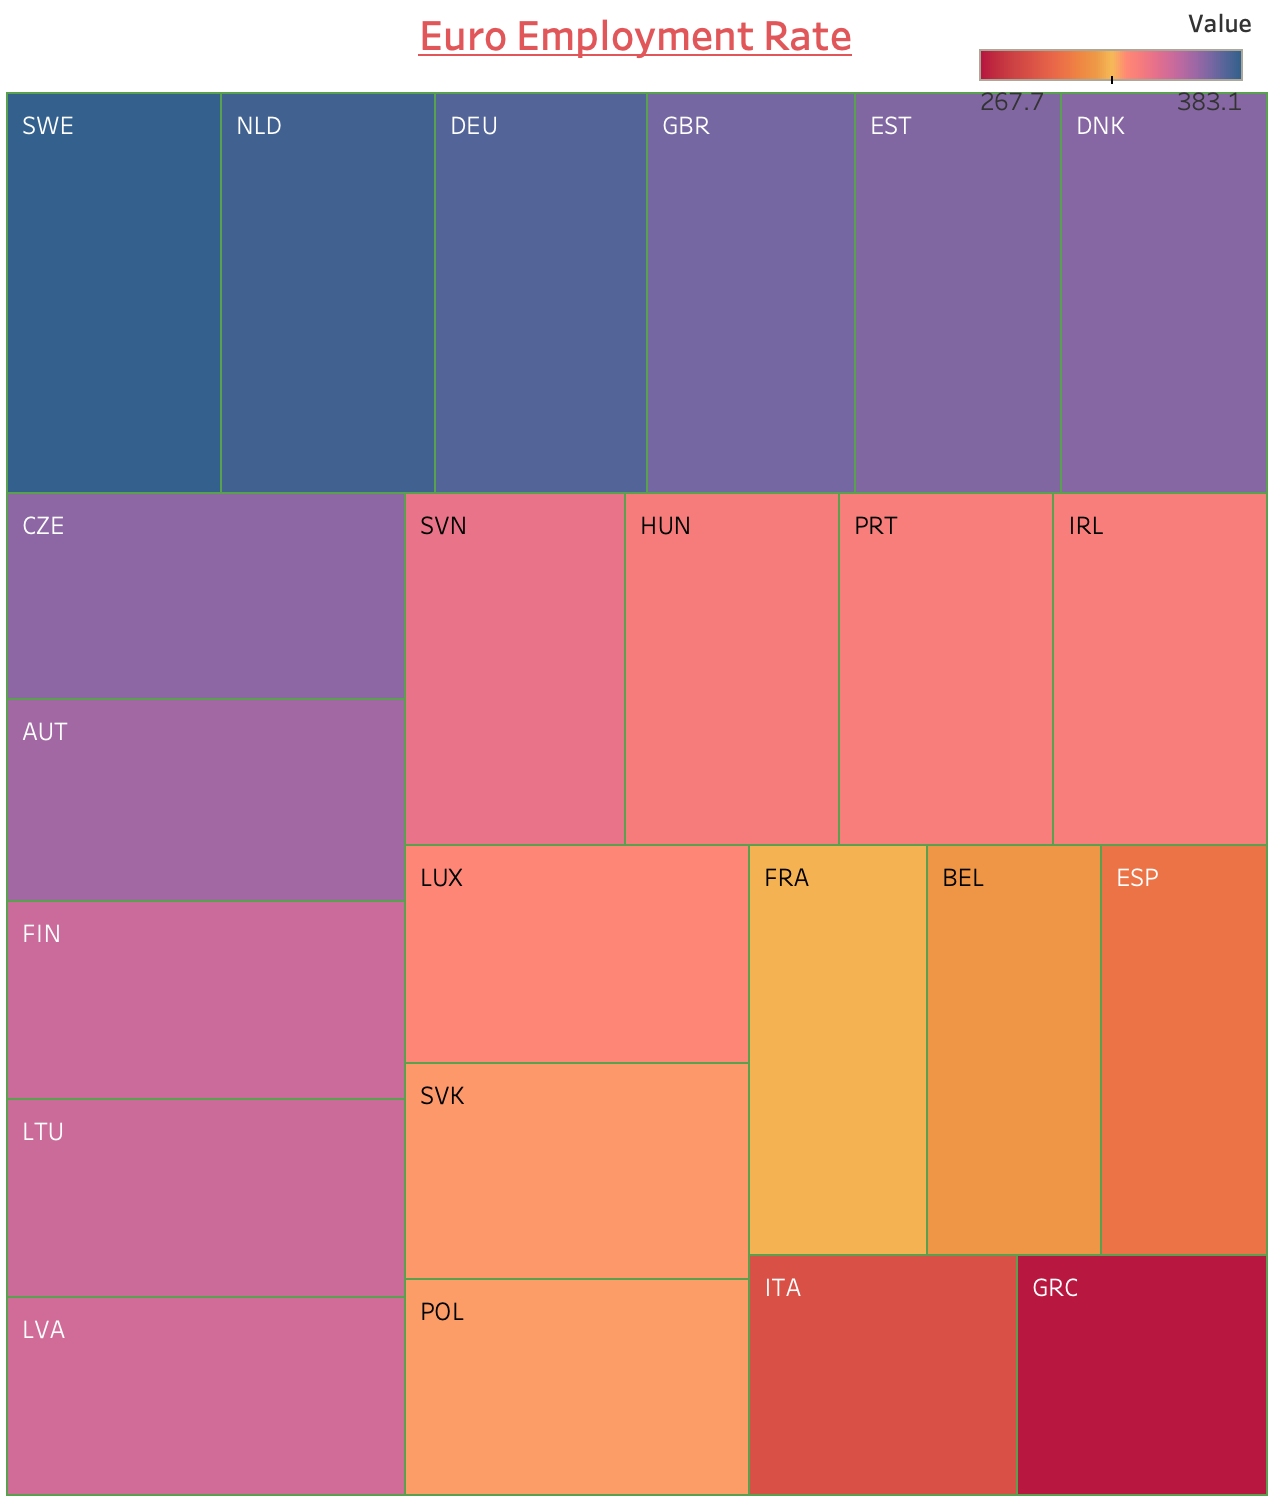 Euro Employment Rate
Value
267.7 383.1
SWE NLD DEU GBR EST DNK
CZE SVN HUN PRT IRL
AUT
LUX FRA BEL ESP
FIN
SVK
LTU
ITA GRC
POL
LVA